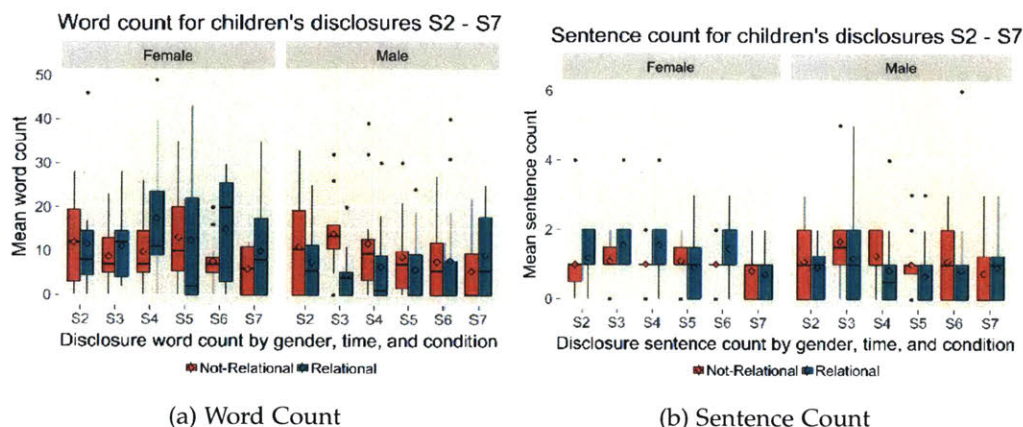 Word count for children's disclosures S2 - S7
Female
Male
Mean word count
50
40
30
20
10
0
S2 S3 S4 S5 S6 S7
S2 S3 S4 S5 S6 S7
Disclosure word count by gender, time, and condition
Not-Relational Relational
(a) Word Count
Sentence count for children's disclosures S2 - S7
Female
Male
Mean sentence count
6
4
2
0
S2 S3 S4 S5 S6 S7
S2 S3 S4 S5 S6 S7
Disclosure sentence count by gender, time, and condition
Not-Relational Relational
(b) Sentence Count